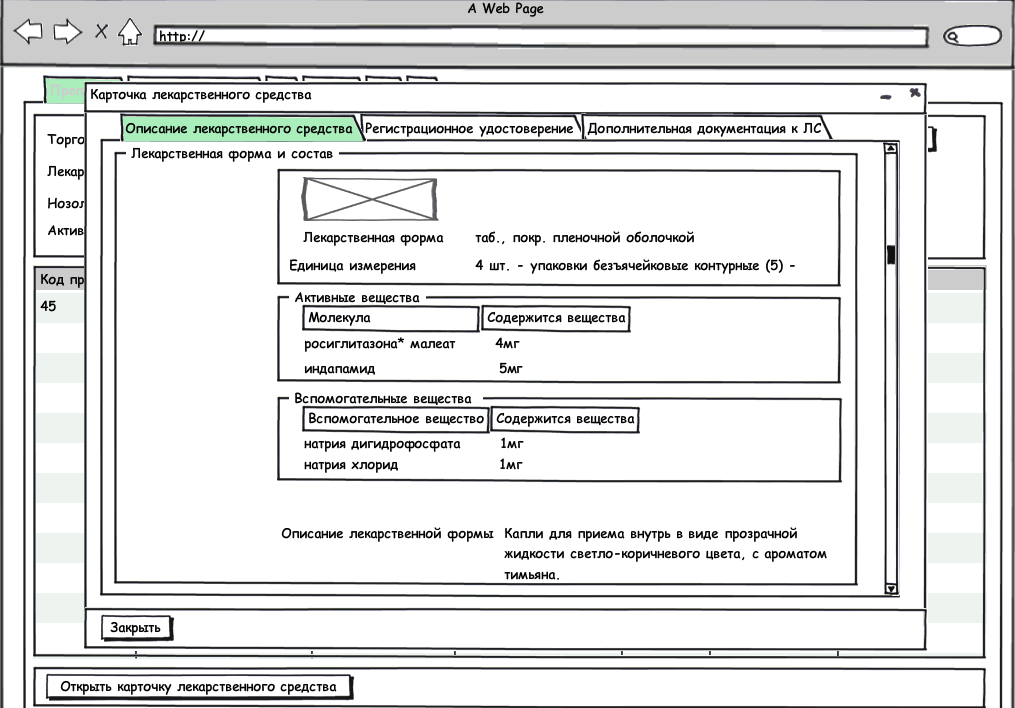 A Web Page
http://
Карточка лекарственного средства
Описание лекарственного средства Регистрационное удостоверение Дополнительная документация к ЛС
Лекарственная форма и состав
Торго
Лекар
Нозол
Актив
Код пр
45
Лекарственная форма таб., покр. пленочной оболочкой
Единица измерения 4 шт. - упаковки безъячейковые контурные (5) -
Активные вещества
Молекула Содержится вещества
росиглитазона* малеат 4мг
индапамид 5мг
Вспомогательные вещества
Вспомогательное вещество Содержится вещества
натрия дигидрофосфата 1мг
натрия хлорид 1мг
Описание лекарственной формы Капли для приема внутрь в виде прозрачной
жидкости светло-коричневого цвета, с ароматом
тимьяна.
Закрыть
Открыть карточку лекарственного средства